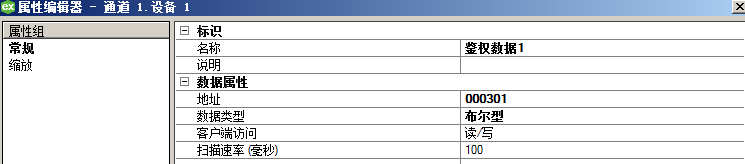 属性编辑器 - 通道 1.设备 1
属性组
常规
缩放
标识
名称 鉴权数据1
说明
数据属性
地址 000301
数据类型 布尔型
客户端访问 读/写
扫描速率 (毫秒) 100